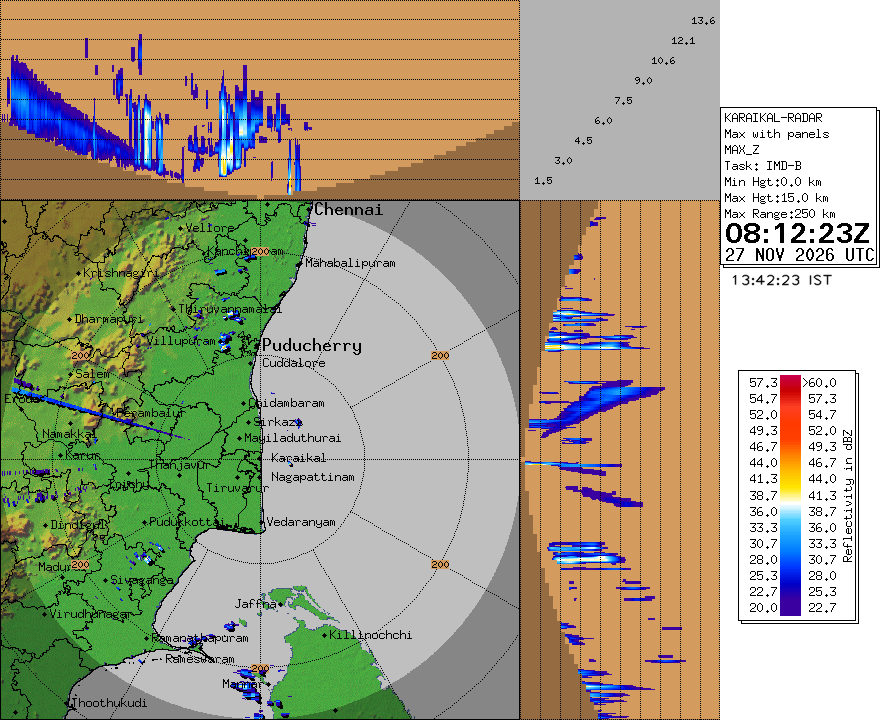 13.6
12.1
10.6
9.0
7.5
6.0
4.5
3.0
1.5
KARAIKAL-RADAR
Max with panels
MAX_Z
Task: IMD-B
Min Hgt:0.0 km
Max Hgt:15.0 km
Max Range:250 km
08:12:23Z
27 NOV 2026 UTC
13:42:23 IST
Chennai
Vellore
200
Mahabalipuram
Krishnagiri
Thiruvannamalai
Dharmapuri
Villupuram
Puducherry
200
200
Cuddalore
Salem
Erode
Chidambaram
Perambalur
Sirkazhi
Namakkal
Mayiladuthurai
Karur
Thanjavur
Karaikal
Nagapattinam
Tiruvarur
Dindigul
Pudukkottai
Vedaranyam
200
200
Madurai
Sivaganga
Jaffna
Virudhunagar
Ramanathapuram
Killinochchi
Rameswaram
200
Mannar
Thoothukudi
57.3 >60.0
54.7 57.3
52.0 54.7
49.3 52.0
46.7 49.3
44.0 46.7
41.3 44.0
38.7 41.3
36.0 38.7
33.3 36.0
30.7 33.3
28.0 30.7
25.3 28.0
22.7 25.3
20.0 22.7
Reflectivity in dBZ